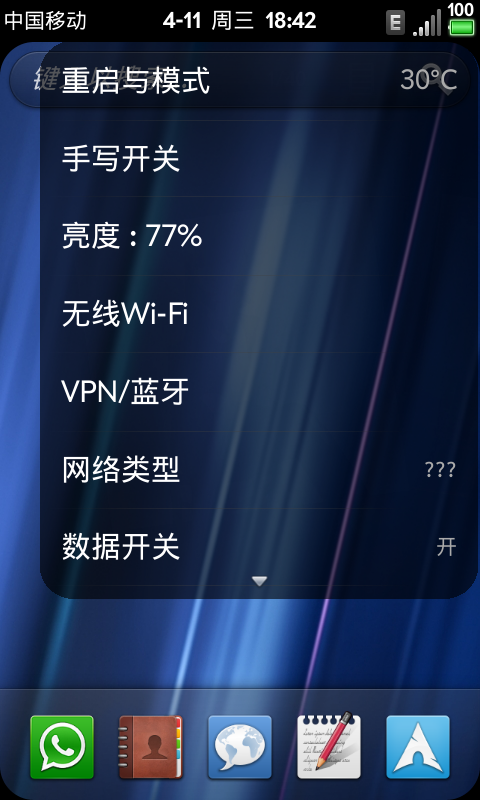 中国移动 4-11 周三 18:42 E 100
重启与模式 30°C
手写开关
亮度 : 77%
无线Wi-Fi
VPN/蓝牙
网络类型 ???
数据开关 开